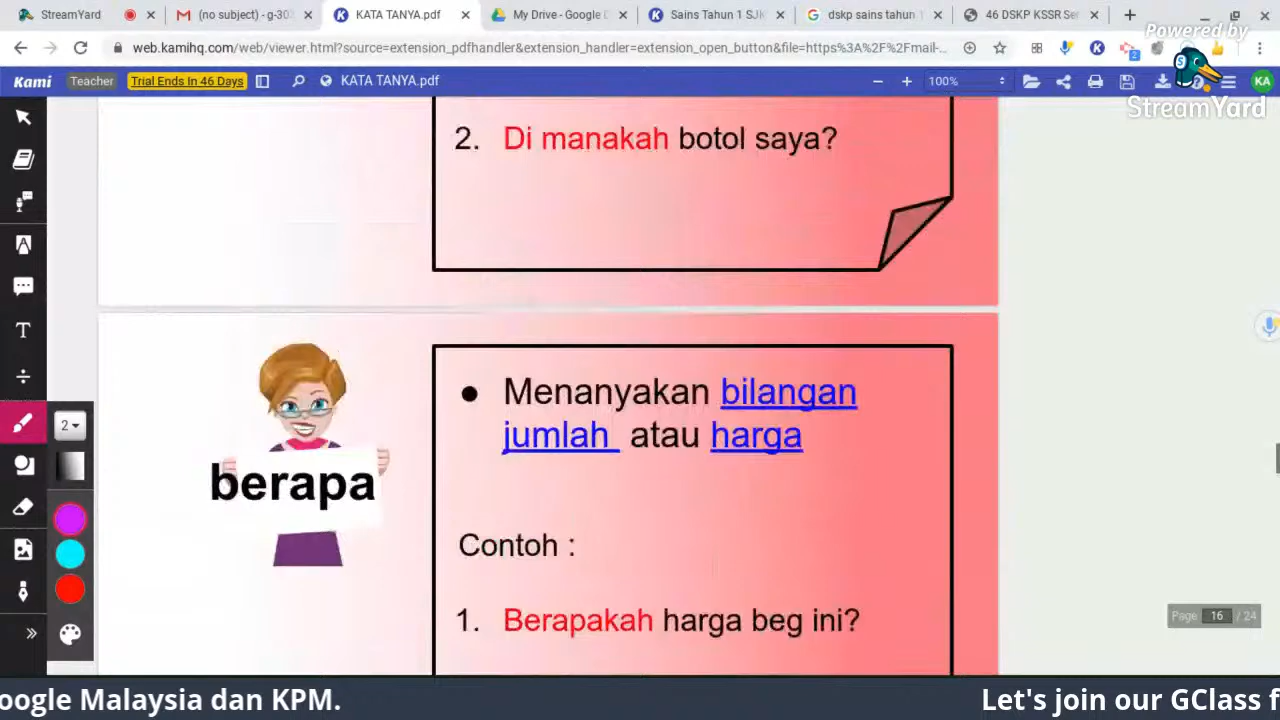 StreamYard
(no subject) - g-30
KATA TANYA.pdf
My Drive - Google D
Sains Tahun 1 SJK
dskp sains tahun
46 DSKP KSSR Se
Powered by
StreamYard
web.kamihq.com/web/viewer.html?source=extension_pdfhandler&extension_handler=extension_open_button&file=https%3A%2F%2Fmail-...
2
Kami
Teacher
Trial Ends In 46 Days
KATA TANYA.pdf
100%
KA
2. Di manakah botol saya?
● Menanyakan bilangan
jumlah atau harga
berapa
Contoh :
1. Berapakah harga beg ini?
2
Page 16 / 24
oogle Malaysia dan KPM.
Let's join our GClass f